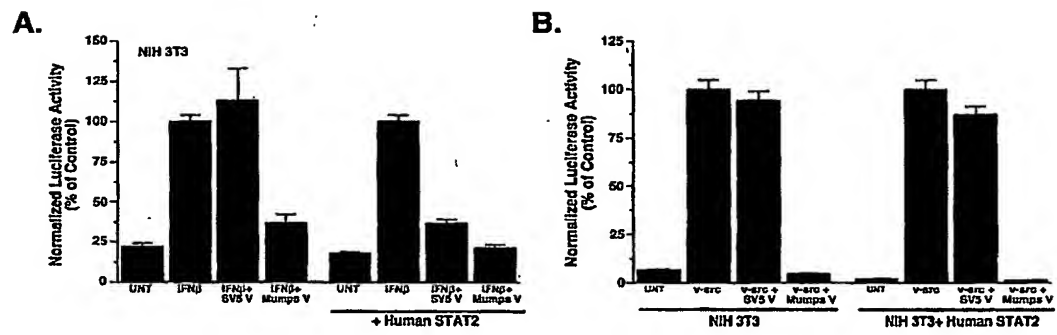 A.
NIH 3T3
Normalized Luciferase Activity
(% of Control)
150
125
100
75
50
25
0
UNT
IFNβ
IFNβ+
SV5 V
IFNβ+
Mumps V
UNT
IFNβ
IFNβ+
SV5 V
IFNβ+
Mumps V
+ Human STAT2
B.
Normalized Luciferase Activity
(% of Control)
125
100
75
50
25
0
UNT
v-src
v-src +
SV5 V
v-src +
Mumps V
UNT
v-src
v-src +
SV5 V
v-src +
Mumps V
NIH 3T3
NIH 3T3+ Human STAT2